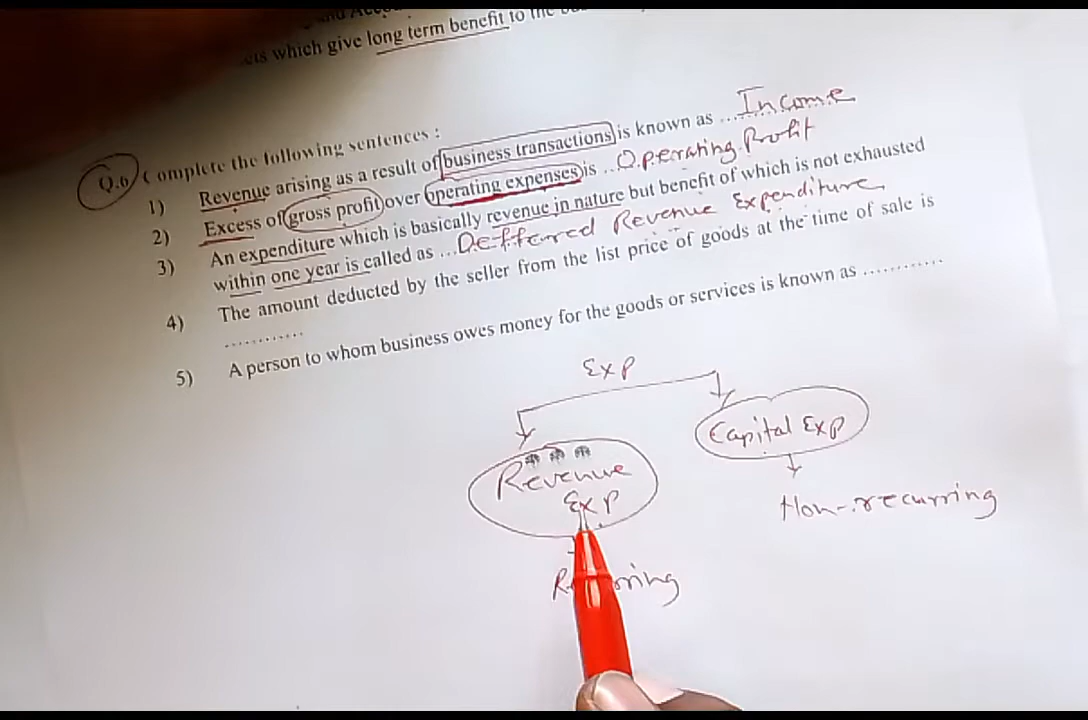 which give long term benefit to the
Q.6 Complete the following sentences :
1) Revenue arising as a result of business transactions is known as ... Income
2) Excess of gross profit over operating expenses is ... Operating Profit
3) An expenditure which is basically revenue in nature but benefit of which is not exhausted
within one year is called as ... Defferred Revenue Expenditure
4) The amount deducted by the seller from the list price of goods at the time of sale is
............
5) A person to whom business owes money for the goods or services is known as ............
Exp
Capital Exp
Revenue
Exp
Non-recurring